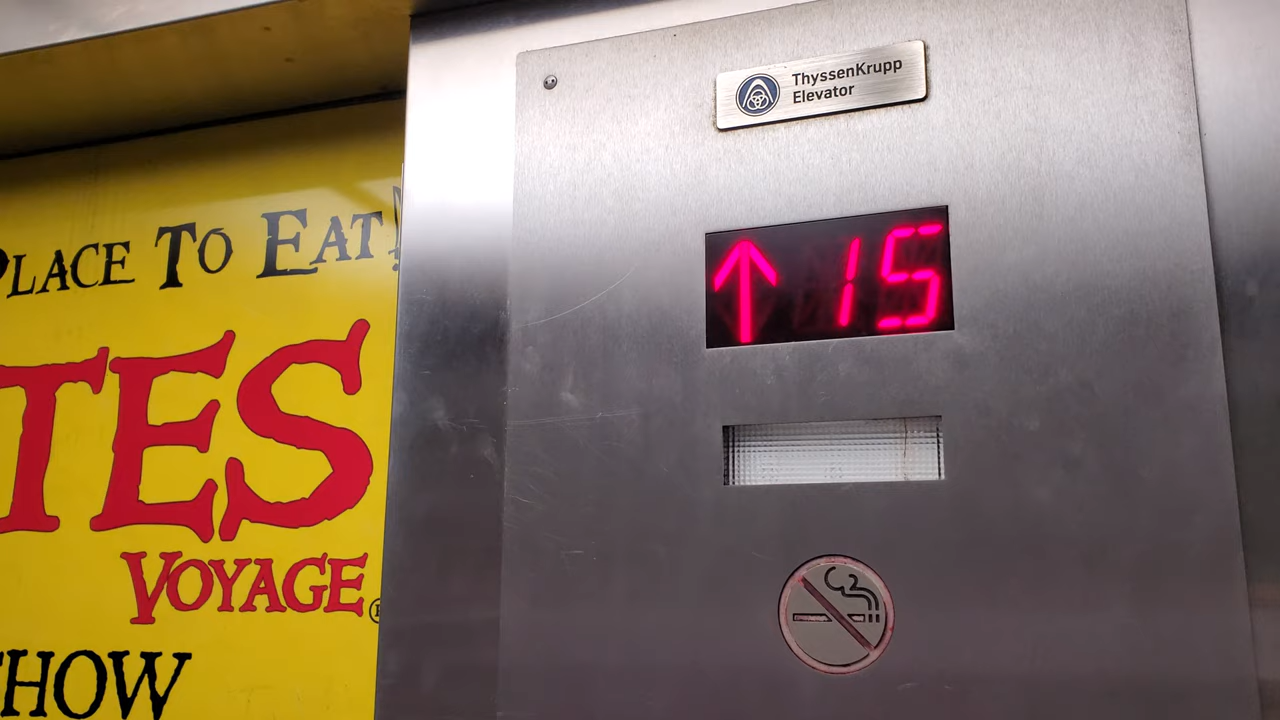 PLACE TO EAT!
TES
VOYAGE
HOW
ThyssenKrupp
Elevator
15